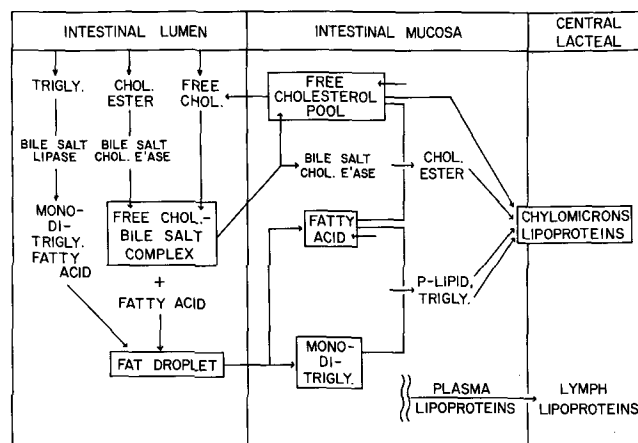 INTESTINAL LUMEN
INTESTINAL MUCOSA
CENTRAL
LACTEAL
TRIGLY.
CHOL.
ESTER
FREE
CHOL.
BILE SALT
LIPASE
BILE SALT
CHOL. E'ASE
MONO-
DI-
TRIGLY.
FATTY ACID
FREE CHOL.-
BILE SALT
COMPLEX
+
FATTY ACID
FAT DROPLET
FREE
CHOLESTEROL
POOL
BILE SALT
CHOL. E'ASE
CHOL.
ESTER
FATTY
ACID
P-LIPID,
TRIGLY.
MONO-
DI-
TRIGLY.
PLASMA
LIPOPROTEINS
CHYLOMICRONS
LIPOPROTEINS
LYMPH
LIPOPROTEINS